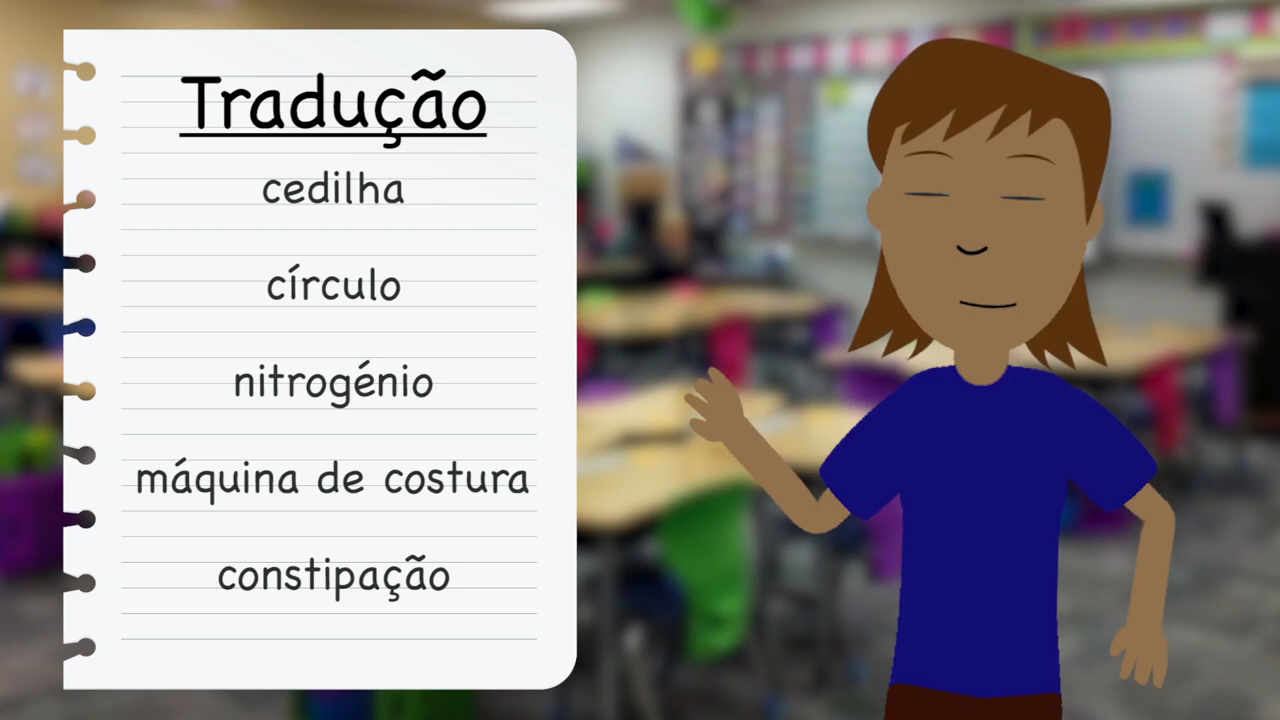 Tradução
cedilha
círculo
nitrogénio
máquina de costura
constipação